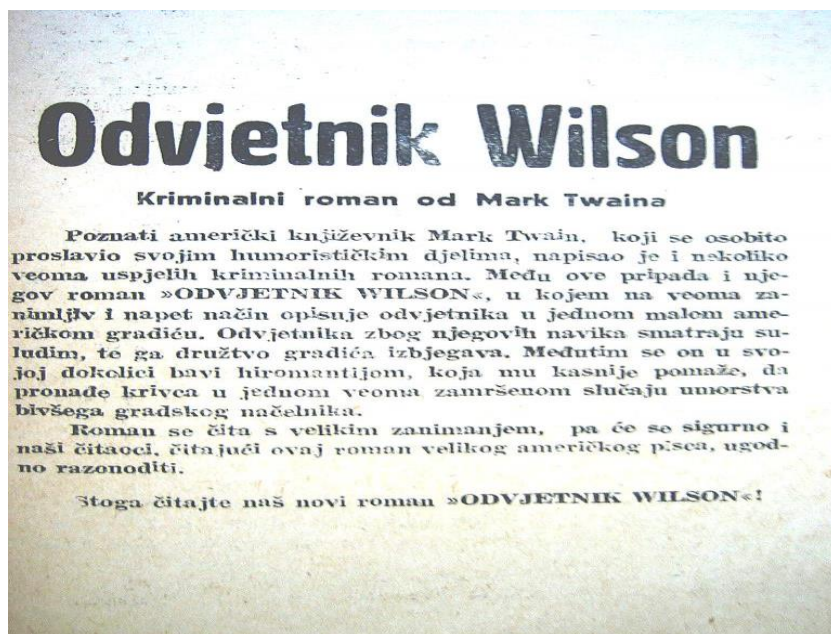 Odvjetnik Wilson
Kriminalni roman od Mark Twaina
Poznati američki književnik Mark Twain, koji se osobito
proslavio svojim humorističkim djelima, napisao je i nekoliko
veoma uspjelih kriminalnih romana. Među ove pripada i nje-
gov roman »ODVJETNIK WILSON«, u kojem na veoma za-
nimljiv i napet način opisuje odvjetnika u jednom malom ame-
ričkom gradiću. Odvjetnika zbog njegovih navika smatraju su-
ludim, te ga družtvo gradića izbjegava. Međutim se on u svo-
joj dokolici bavi hiromantijom, koja mu kasnije pomaže, da
pronađe krivca u jednom veoma zamršenom slučaju umorstva
bivšega gradskog načelnika.
Roman se čita s velikim zanimanjem, pa će se sigurno i
naši čitaoci, čitajući ovaj roman velikog američkog pisca, ugod-
no razonoditi.
Stoga čitajte naš novi roman »ODVJETNIK WILSON«!